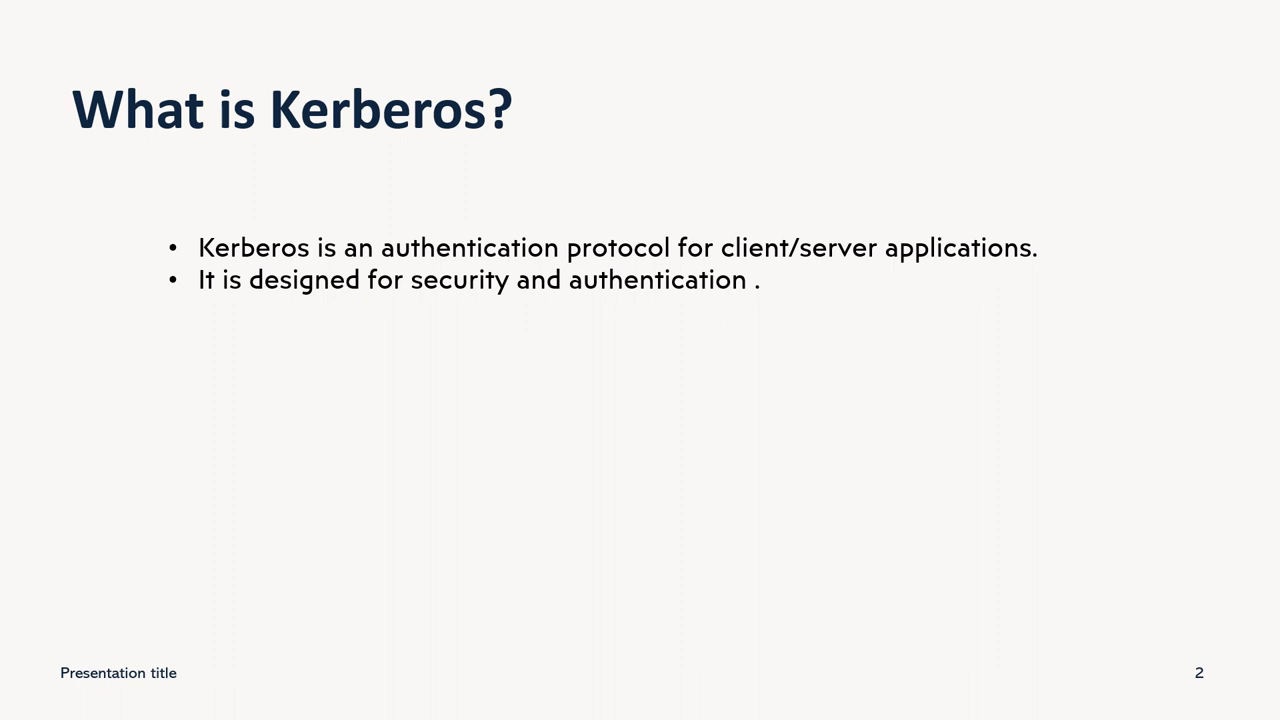 What is Kerberos?
• Kerberos is an authentication protocol for client/server applications.
• It is designed for security and authentication .
Presentation title
2